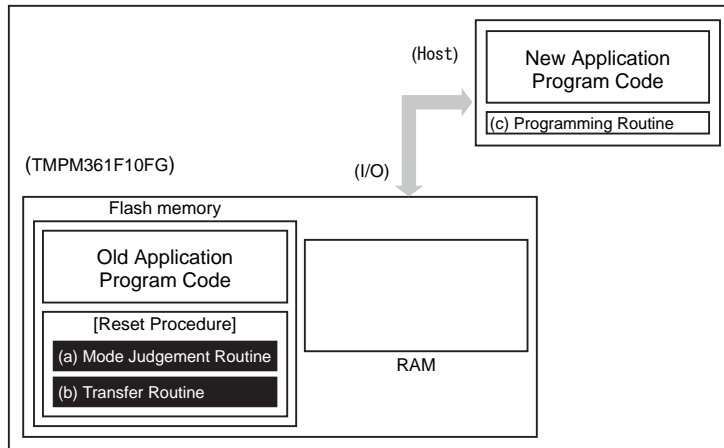 (Host)
New Application
Program Code
(c) Programming Routine
(TMPM361F10FG)
(I/O)
Flash memory
Old Application
Program Code
[Reset Procedure]
(a) Mode Judgement Routine
(b) Transfer Routine
RAM